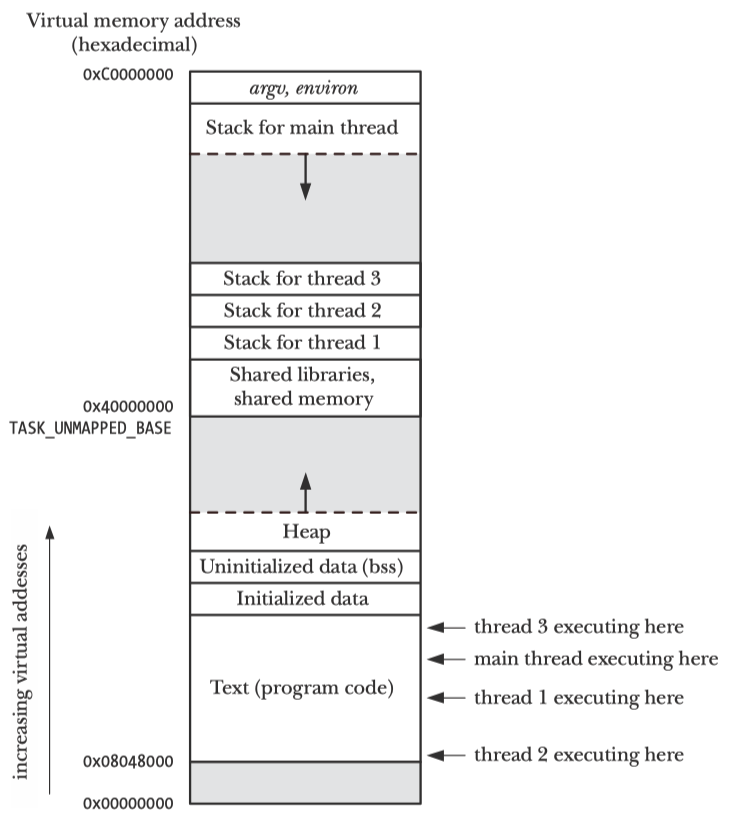 Virtual memory address
(hexadecimal)
0xC0000000
argv, environ
Stack for main thread
Stack for thread 3
Stack for thread 2
Stack for thread 1
Shared libraries,
shared memory
0x40000000
TASK_UNMAPPED_BASE
Heap
Uninitialized data (bss)
Initialized data
thread 3 executing here
main thread executing here
Text (program code)
thread 1 executing here
thread 2 executing here
0x08048000
0x00000000
increasing virtual addesses